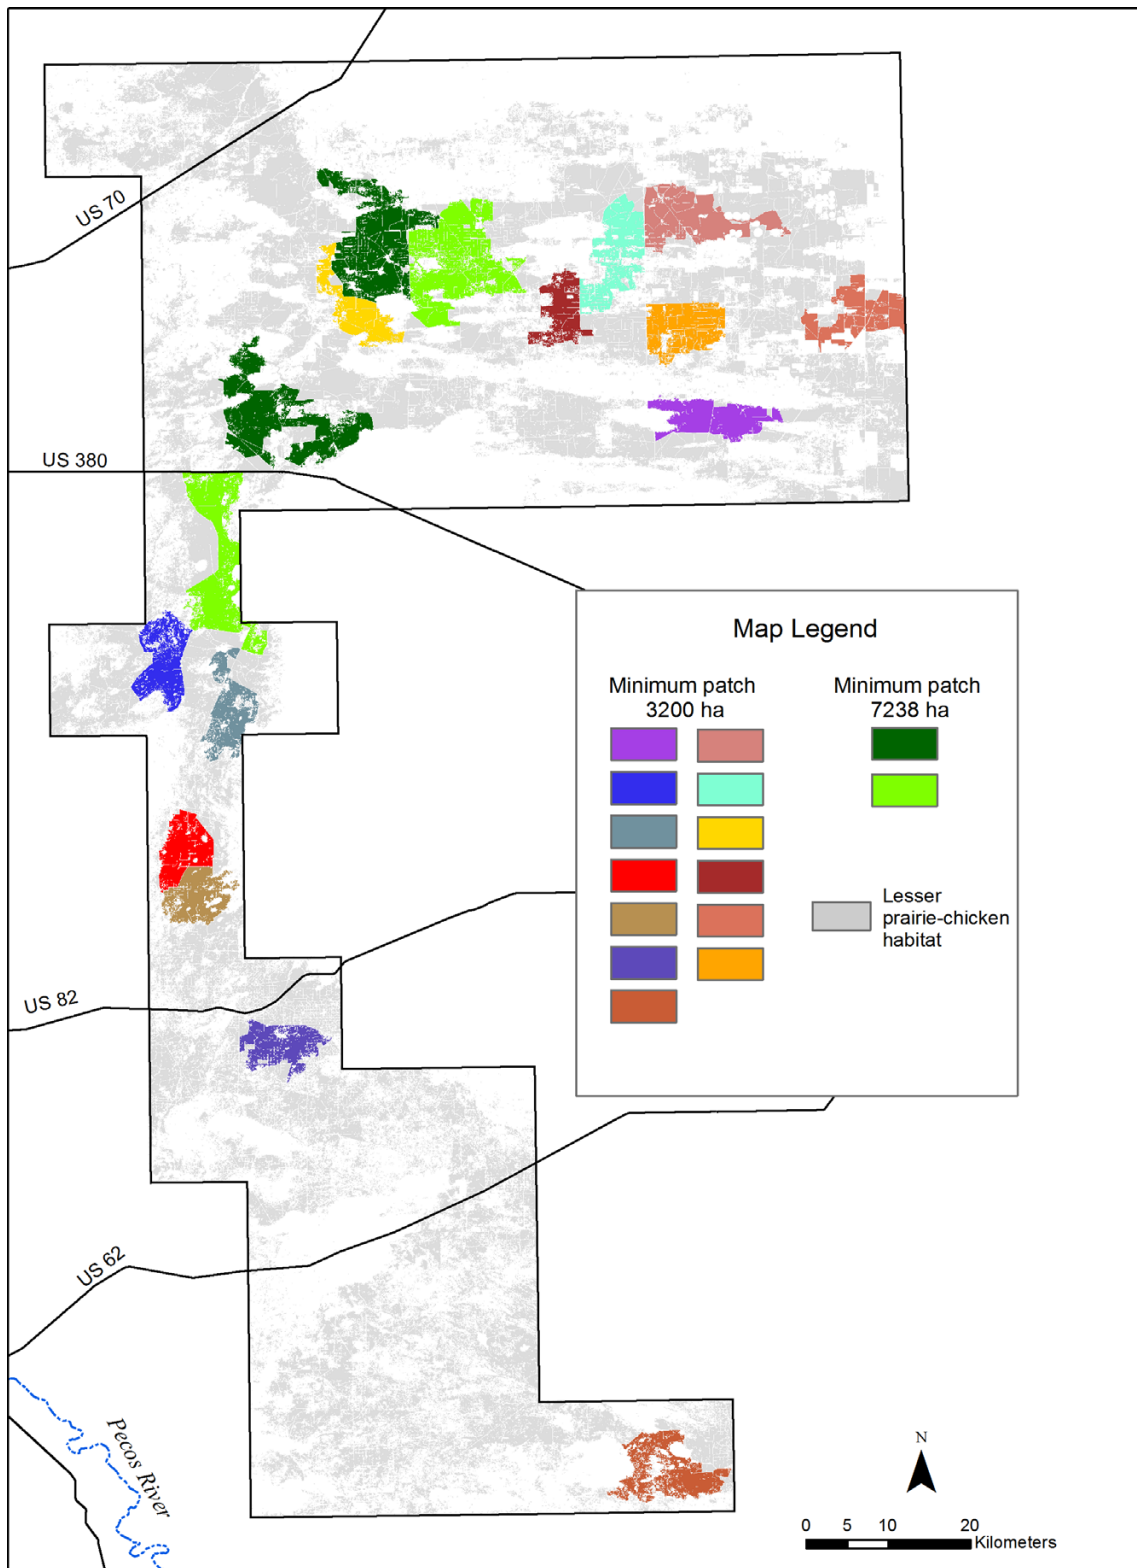 US 70
US 380
Map Legend
Minimum patch
3200 ha
Minimum patch
7238 ha
Lesser
prairie-chicken
habitat
US 82
US 62
Pecos River
N
0 5 10 20
Kilometers